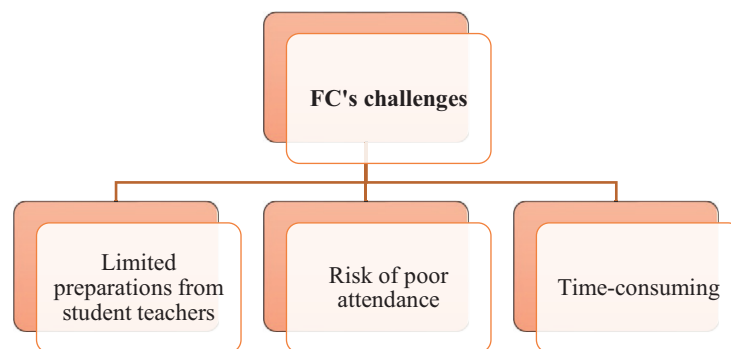 FC's challenges
Limited
preparations from
student teachers
Risk of poor
attendance
Time-consuming